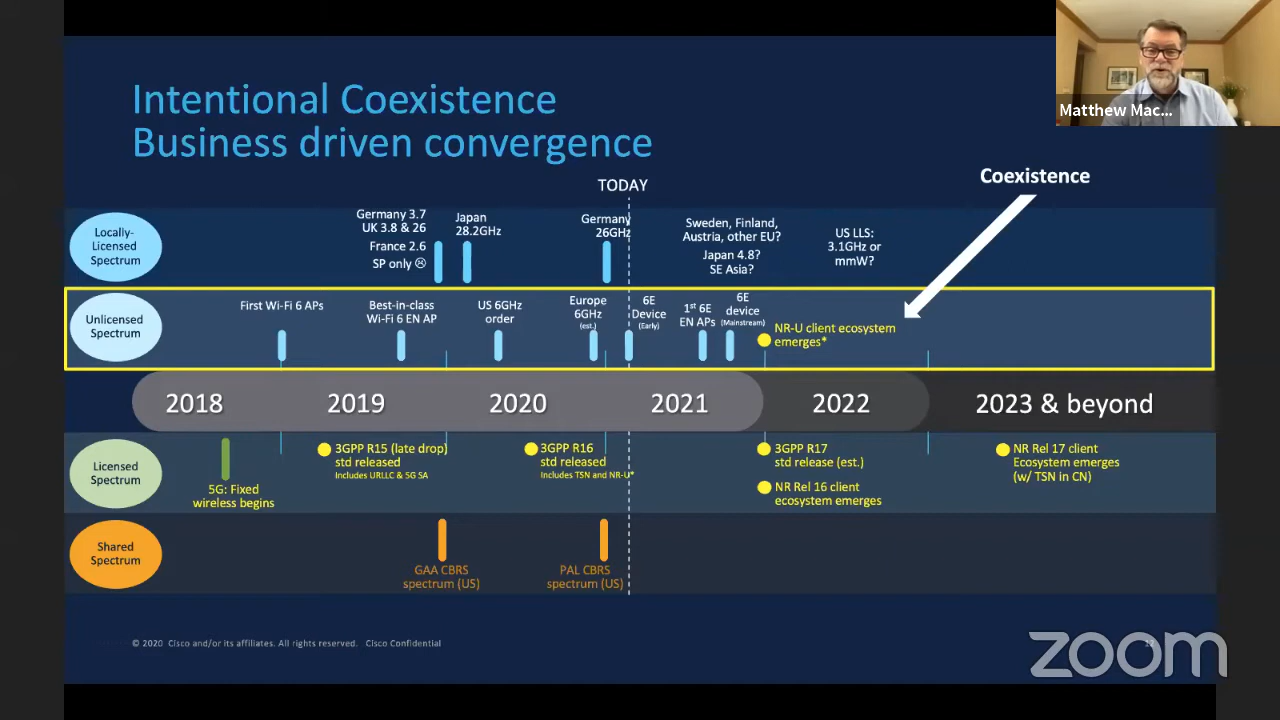 Matthew Mac...
Intentional Coexistence
Business driven convergence
TODAY
Coexistence
Locally-
Licensed
Spectrum
Germany 3.7
UK 3.8 & 26
France 2.6
SP only ☹
Japan
28.2GHz
Germany
26GHz
Sweden, Finland,
Austria, other EU?
Japan 4.8?
SE Asia?
US LLS:
3.1GHz or
mmW?
Unlicensed
Spectrum
First Wi-Fi 6 APs
Best-in-class
Wi-Fi 6 EN AP
US 6GHz
order
Europe
6GHz
(est.)
6E
Device
(Early)
1st 6E
EN APs
6E
device
(Mainstream)
NR-U client ecosystem
emerges*
2018
2019
2020
2021
2022
2023 & beyond
Licensed
Spectrum
5G: Fixed
wireless begins
3GPP R15 (late drop)
std released
Includes URLLC & 5G SA
3GPP R16
std released
Includes TSN and NR-U*
3GPP R17
std release (est.)
NR Rel 16 client
ecosystem emerges
NR Rel 17 client
Ecosystem emerges
(w/ TSN in CN)
Shared
Spectrum
GAA CBRS
spectrum (US)
PAL CBRS
spectrum (US)
© 2020 Cisco and/or its affiliates. All rights reserved. Cisco Confidential
zoom